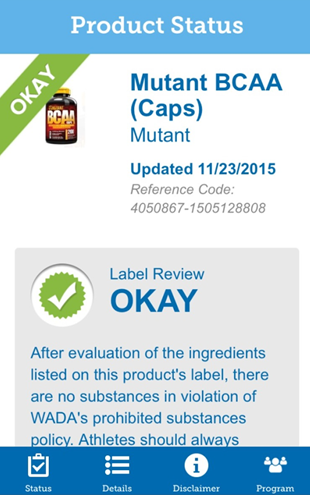 Product Status
OKAY
BCAA
Mutant BCAA
(Caps)
Mutant
Updated 11/23/2015
Reference Code:
4050867-1505128808
Label Review
OKAY
After evaluation of the ingredients
listed on this product's label, there
are no substances in violation of
WADA's prohibited substances
policy. Athletes should always
Status
Details
Disclaimer
Program